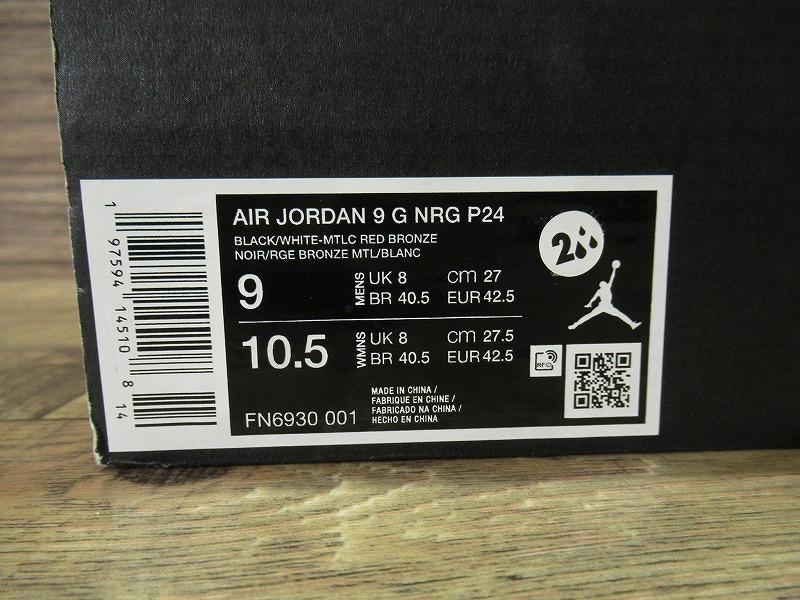 AIR JORDAN 9 G NRG P24
BLACK/WHITE-MTLC RED BRONZE
NOIR/RGE BRONZE MTL/BLANC
9 MENS UK 8 CM 27
BR 40.5 EUR 42.5
10.5 WMNS UK 8 CM 27.5
BR 40.5 EUR 42.5
FN6930 001
MADE IN CHINA /
FABRIQUE EN CHINE /
FABRICADO NA CHINA /
HECHO EN CHINA
RFID
2
1 97594 14510 8 14